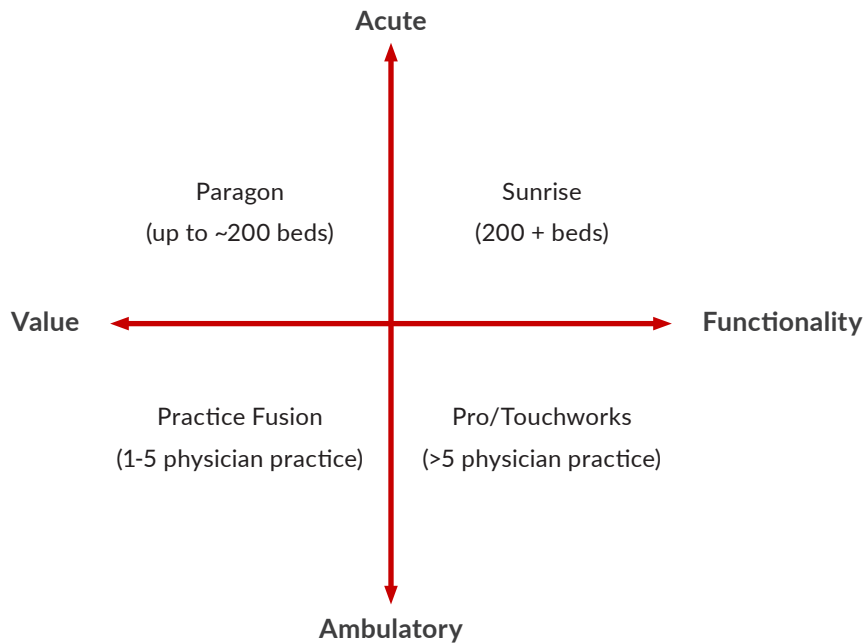 Acute
Paragon
(up to ~200 beds)
Sunrise
(200 + beds)
Value
Functionality
Practice Fusion
(1-5 physician practice)
Pro/Touchworks
(>5 physician practice)
Ambulatory